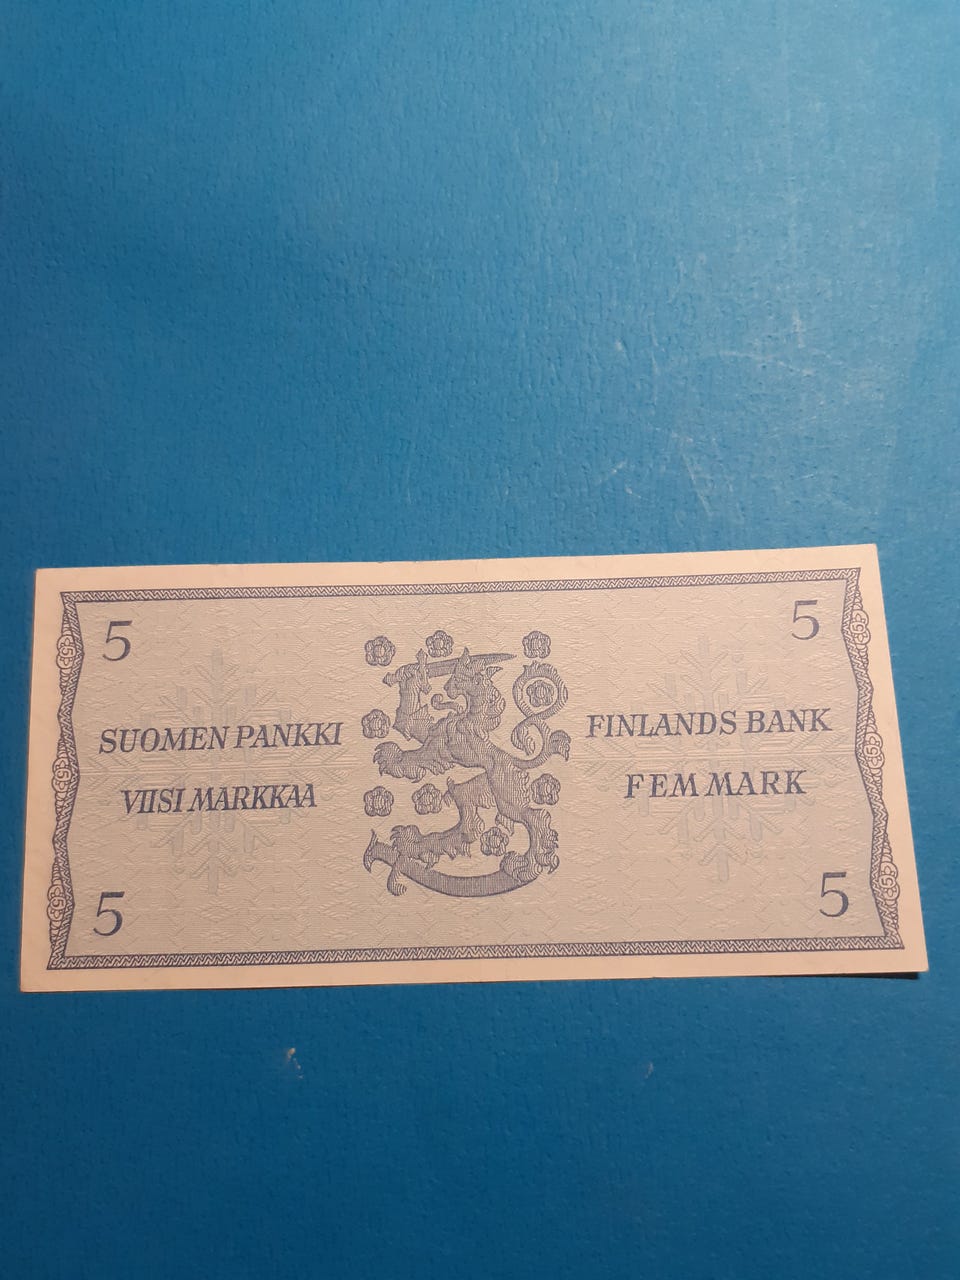 5
5
SUOMEN PANKKI
FINLANDS BANK
VIISI MARKKAA
FEM MARK
5
5